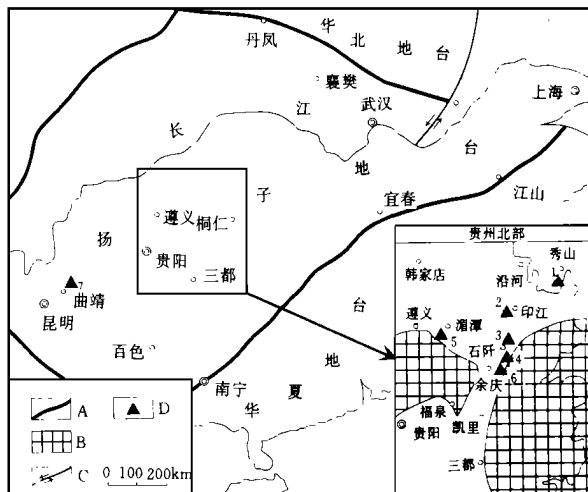 华 北 地 台
丹凤
襄樊
上海
长 江
武汉
扬 子 地 台
宜春
江山
遵义
桐仁
贵阳
三都
7
曲靖
昆明
百色
南宁
华 夏 地 台
A
B
C
D
0 100 200km
贵州北部
秀山
1
韩家店
沿河
2
印江
遵义
湄潭
5
3
石阡
4
6
余庆
福泉
贵阳
凯里
三都